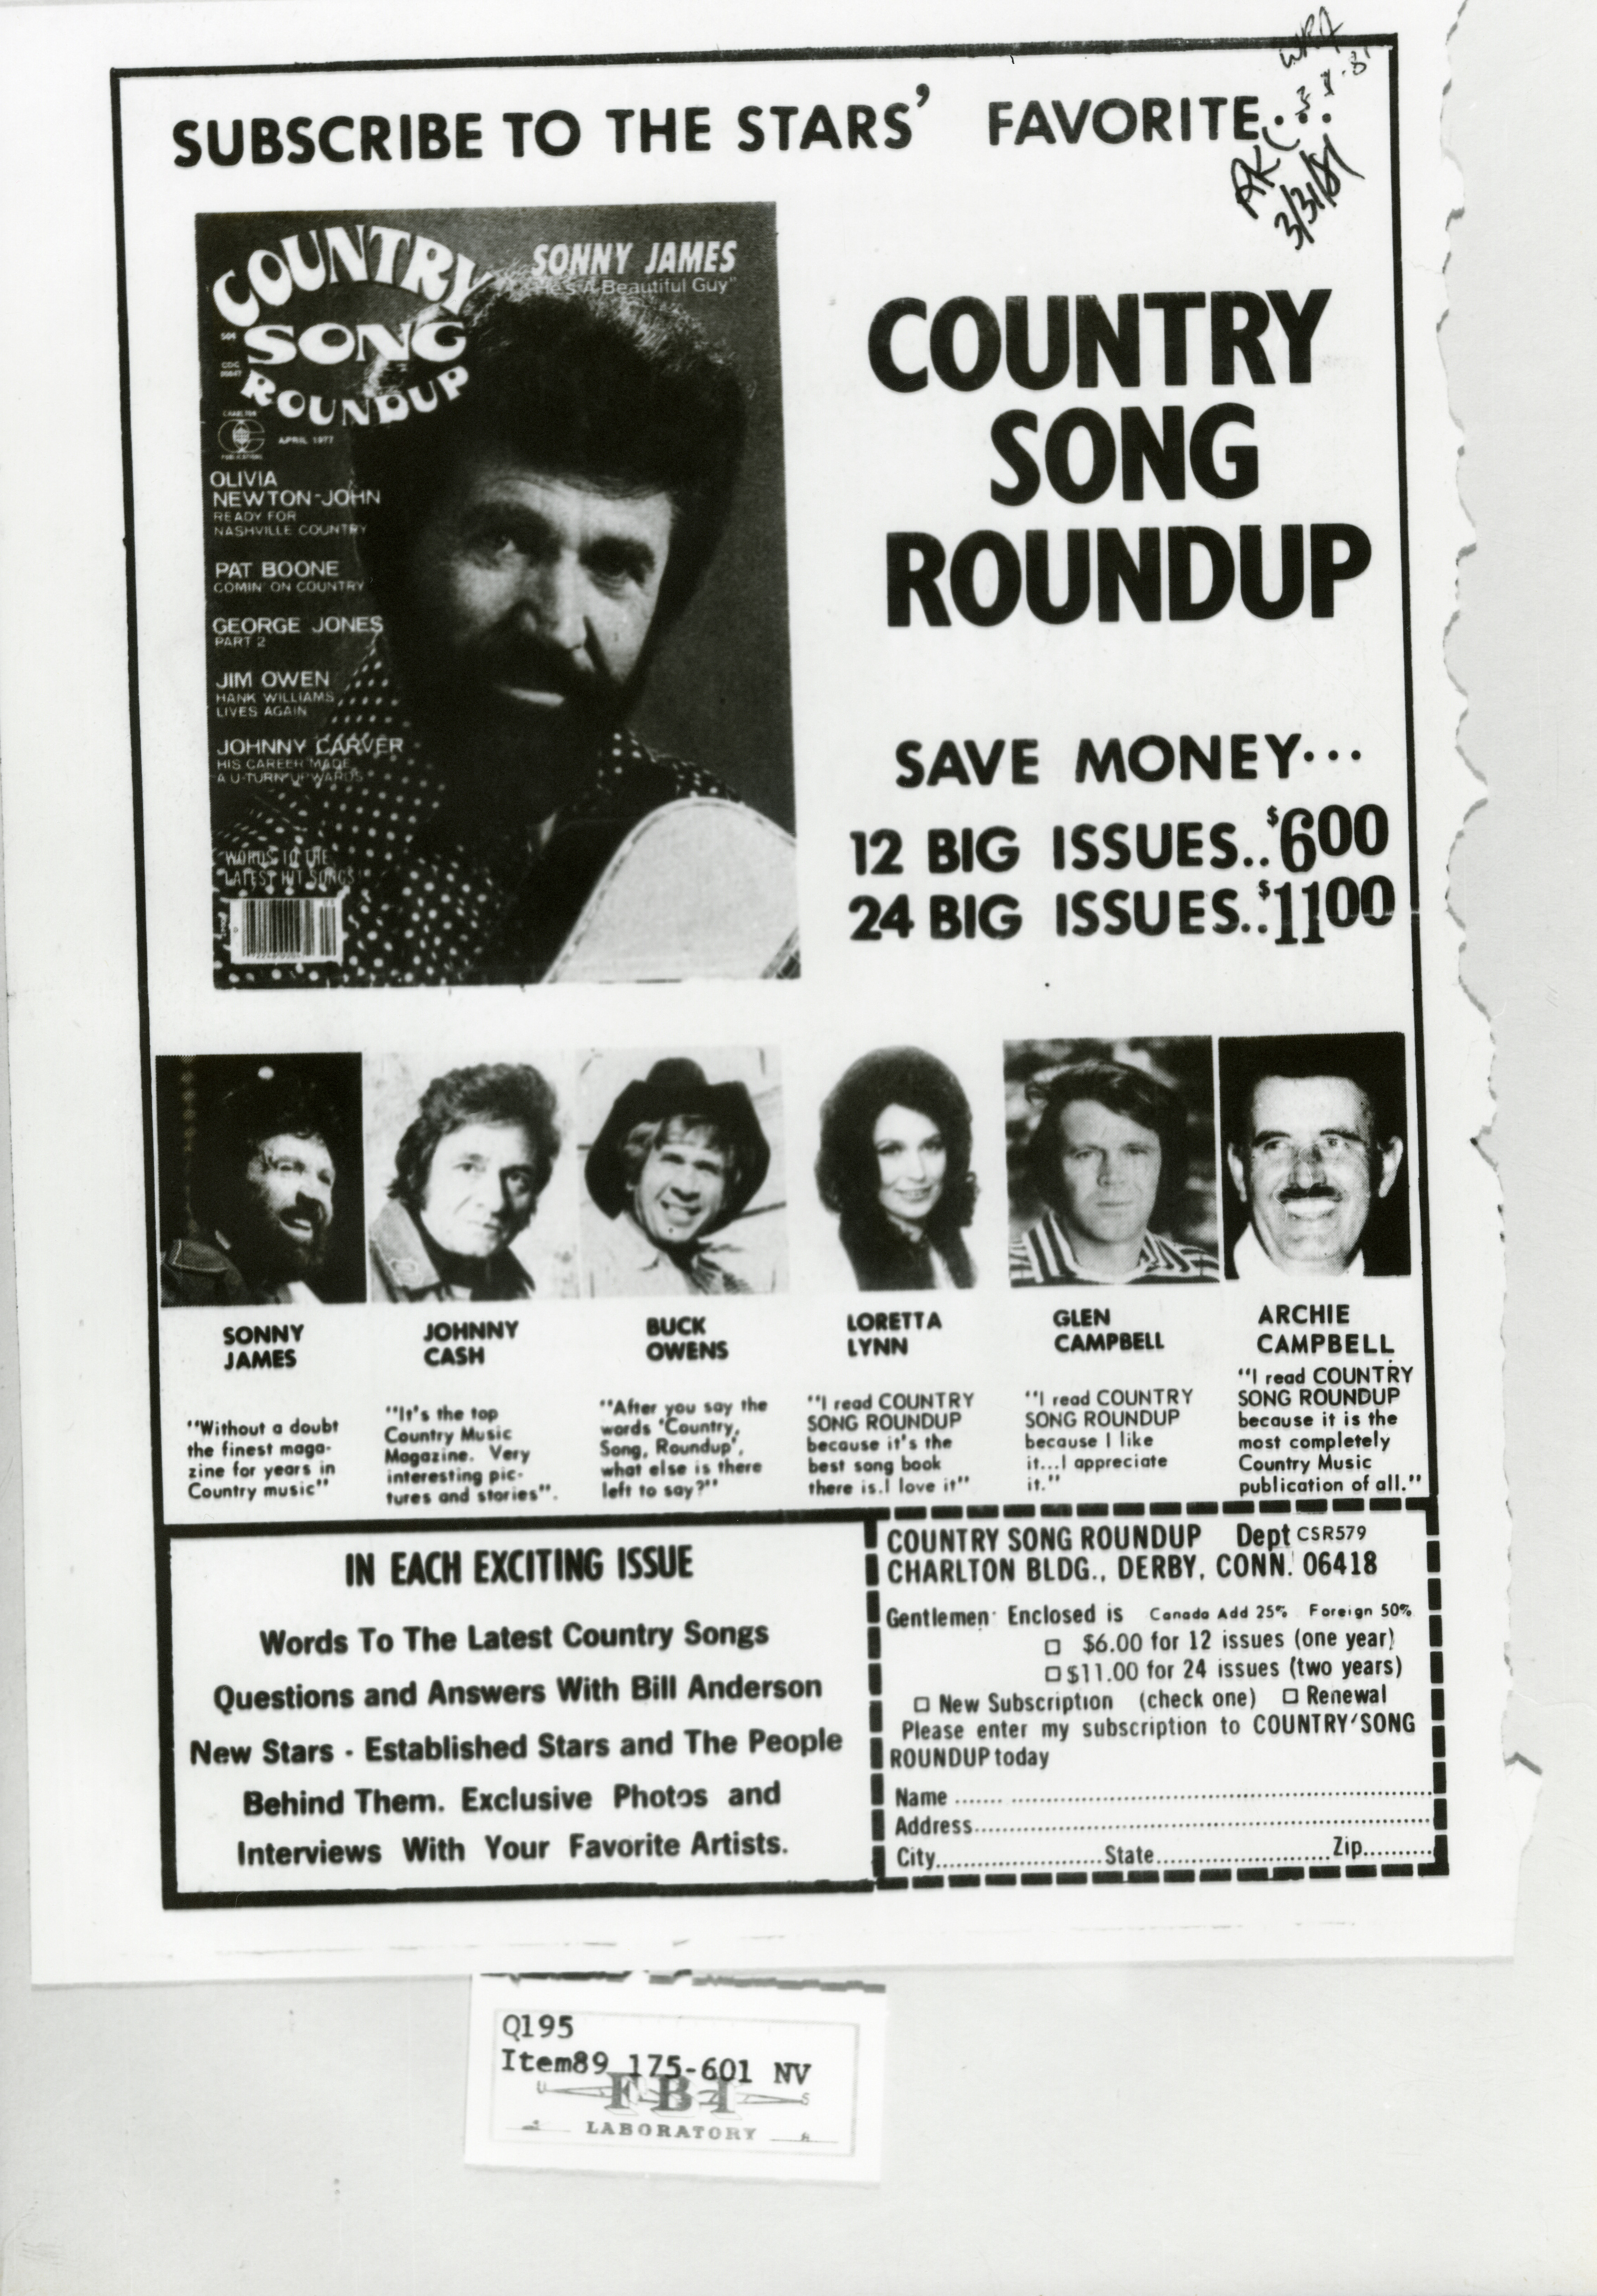 WRA
3-31-81
AKC
3/31/81
SUBSCRIBE TO THE STARS' FAVORITE...
COUNTRY
SONG
ROUNDUP
SONNY JAMES
"He's A Beautiful Guy"
50¢
CDC
CHARLTON
PUBLICATIONS
APRIL 1977
OLIVIA
NEWTON-JOHN
READY FOR
NASHVILLE COUNTRY
PAT BOONE
COMIN' ON COUNTRY
GEORGE JONES
PART 2
JIM OWEN
HANK WILLIAMS
LIVES AGAIN
JOHNNY CARVER
HIS CAREER MADE
A U-TURN UPWARDS
WORDS TO THE
LATEST HIT SONGS
COUNTRY
SONG
ROUNDUP
SAVE MONEY...
12 BIG ISSUES..$600
24 BIG ISSUES..$1100
SONNY
JAMES
"Without a doubt
the finest maga-
zine for years in
Country music"
JOHNNY
CASH
"It's the top
Country Music
Magazine. Very
interesting pic-
tures and stories".
BUCK
OWENS
"After you say the
words 'Country,
Song, Roundup',
what else is there
left to say?"
LORETTA
LYNN
"I read COUNTRY
SONG ROUNDUP
because it's the
best song book
there is.I love it"
GLEN
CAMPBELL
"I read COUNTRY
SONG ROUNDUP
because I like
it...I appreciate
it."
ARCHIE
CAMPBELL
"I read COUNTRY
SONG ROUNDUP
because it is the
most completely
Country Music
publication of all."
IN EACH EXCITING ISSUE
Words To The Latest Country Songs
Questions and Answers With Bill Anderson
New Stars - Established Stars and The People
Behind Them. Exclusive Photos and
Interviews With Your Favorite Artists.
COUNTRY SONG ROUNDUP Dept CSR579
CHARLTON BLDG., DERBY, CONN. 06418
Gentlemen: Enclosed is Canada Add 25% Foreign 50%
□ $6.00 for 12 issues (one year)
□ $11.00 for 24 issues (two years)
□ New Subscription (check one) □ Renewal
Please enter my subscription to COUNTRY SONG
ROUNDUP today
Name
Address
City State Zip
Q195
Item89 175-601 NV
U FBI S
LABORATORY